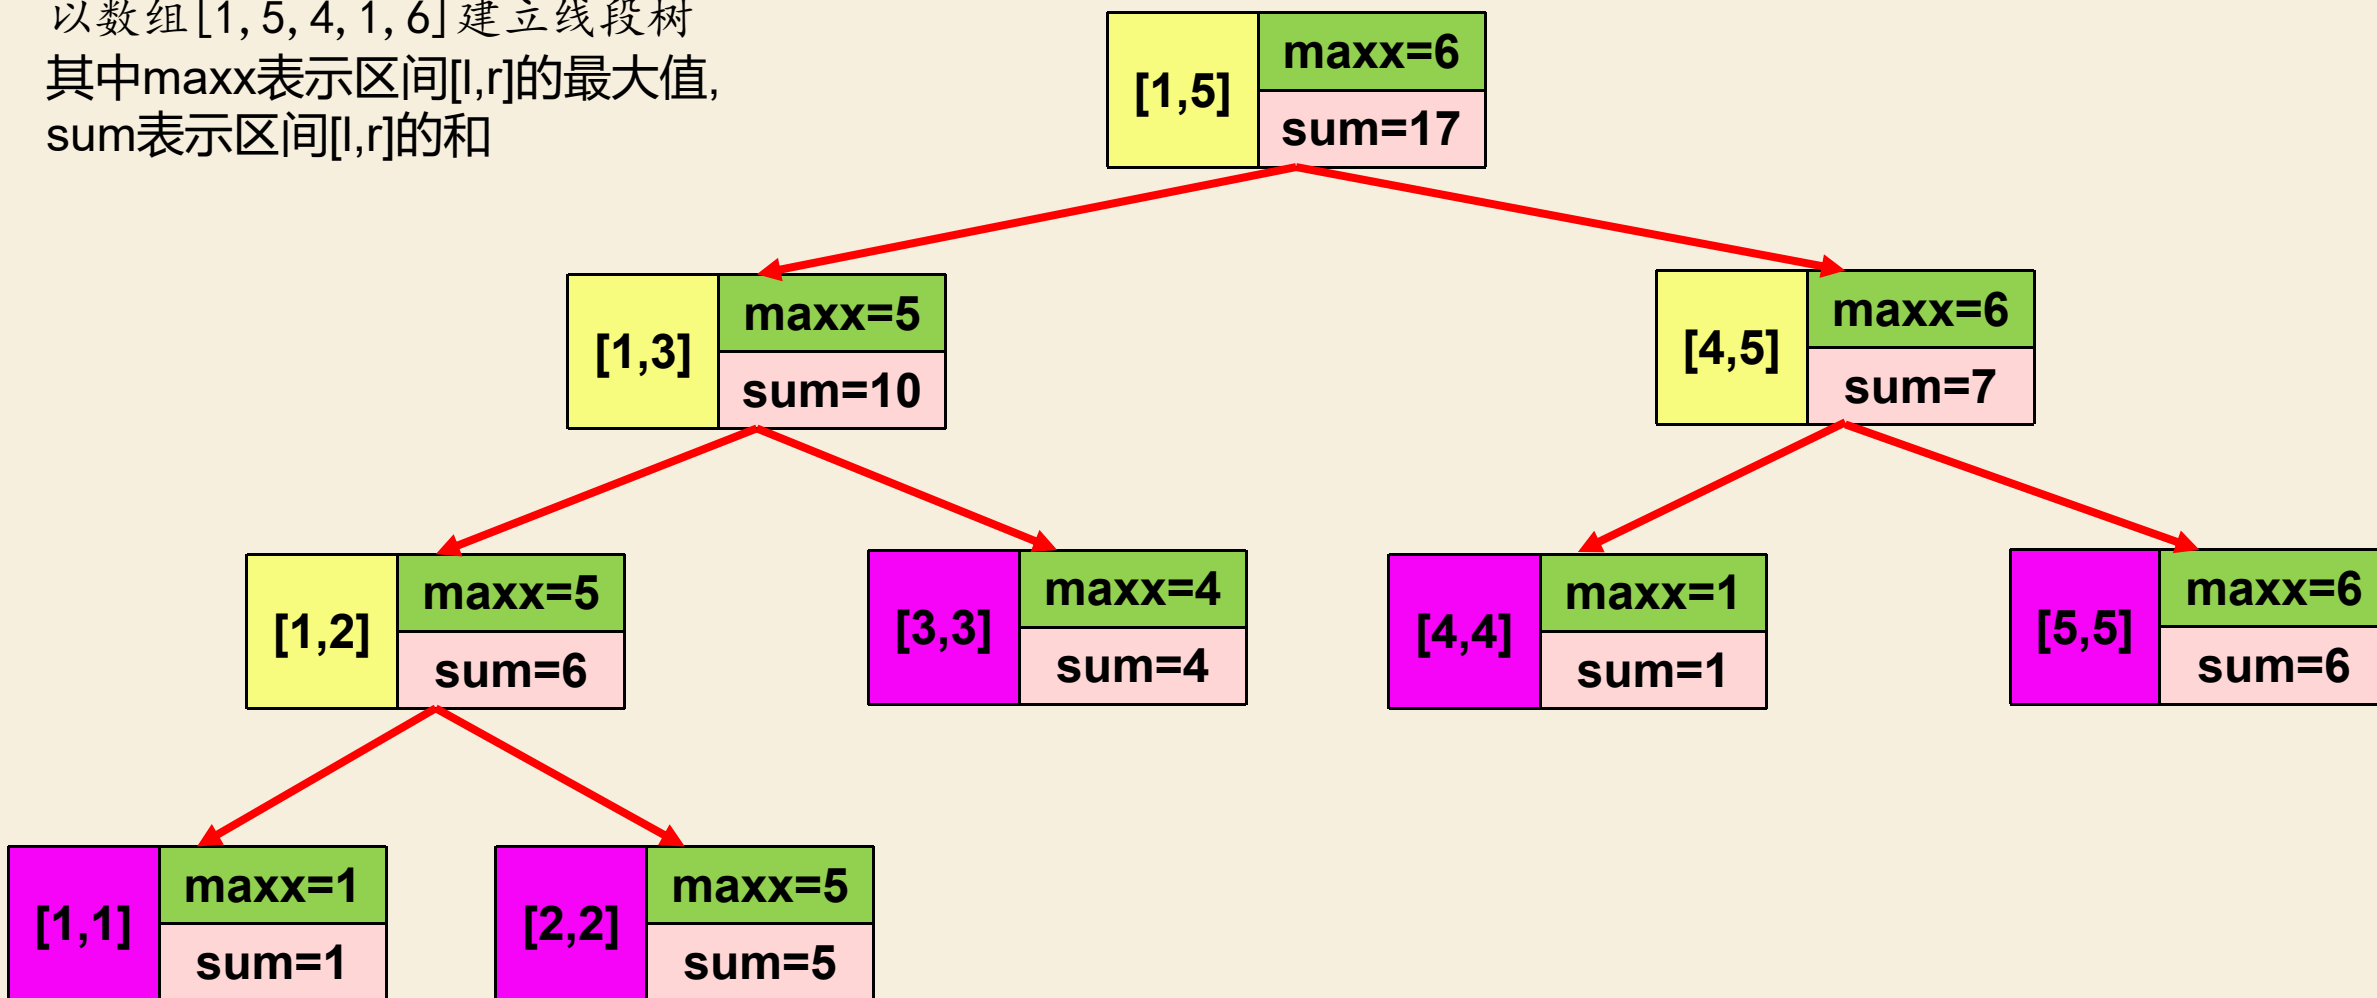 以数组[1,5,4,1,6]建立线段树
其中maxx表示区间[l,r]的最大值,
sum表示区间[l,r]的和
[1,5]
maxx=6
sum=17
[1,3]
maxx=5
sum=10
[4,5]
maxx=6
sum=7
[1,2]
maxx=5
sum=6
[3,3]
maxx=4
sum=4
[4,4]
maxx=1
sum=1
[5,5]
maxx=6
sum=6
[1,1]
maxx=1
sum=1
[2,2]
maxx=5
sum=5